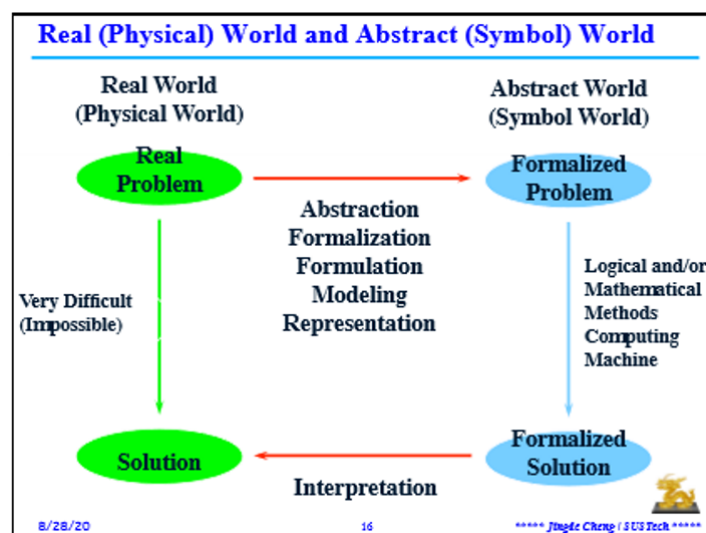 Real (Physical) World and Abstract (Symbol) World
Real World
(Physical World)
Abstract World
(Symbol World)
Real
Problem
Formalized
Problem
Abstraction
Formalization
Formulation
Modeling
Representation
Very Difficult
(Impossible)
Logical and/or
Mathematical
Methods
Computing
Machine
Solution
Formalized
Solution
Interpretation
8/28/20
16
***** Jingde Cheng / SUSTech *****